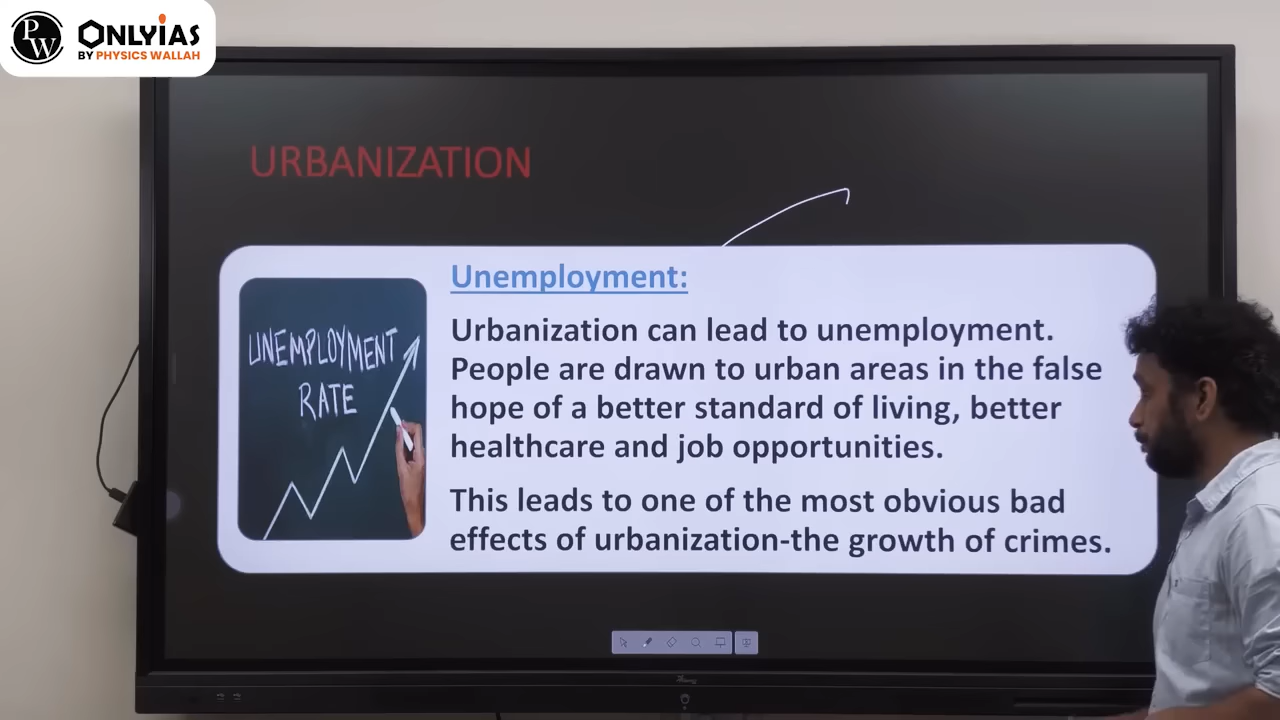 PW
ONLYIAS
BY PHYSICS WALLAH
URBANIZATION
UNEMPLOYMENT
RATE
Unemployment:
Urbanization can lead to unemployment.
People are drawn to urban areas in the false
hope of a better standard of living, better
healthcare and job opportunities.
This leads to one of the most obvious bad
effects of urbanization-the growth of crimes.